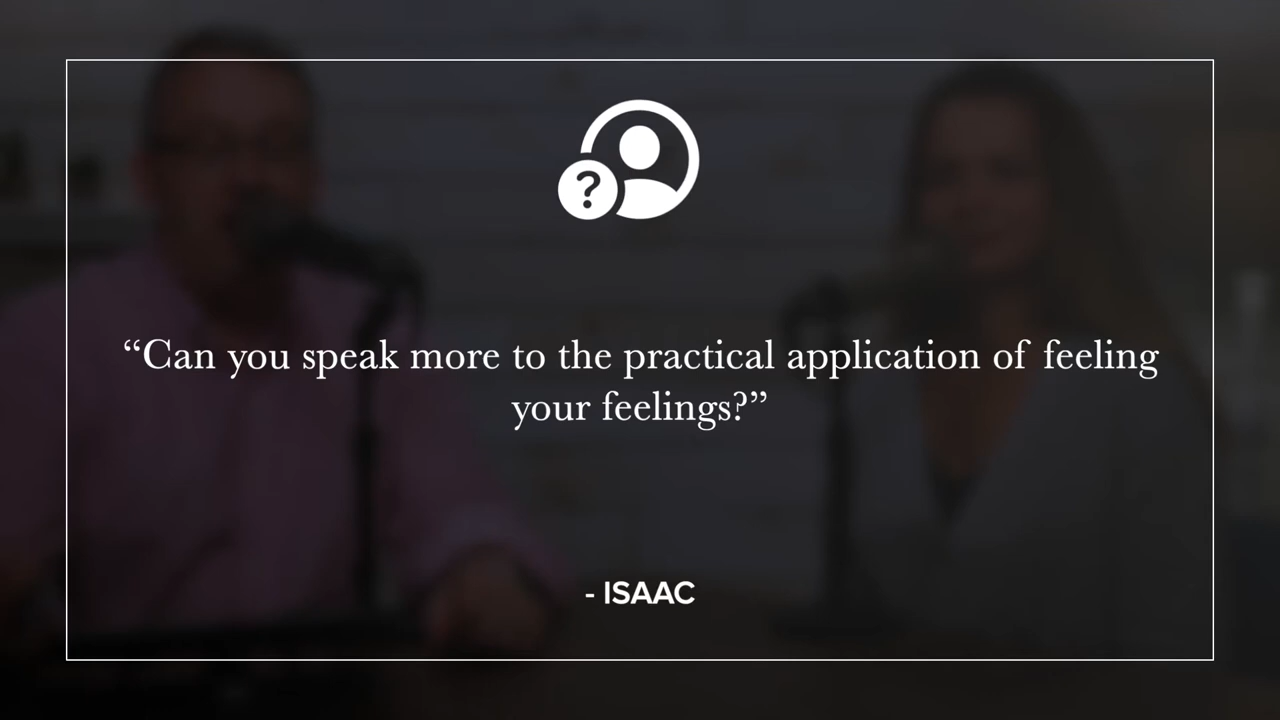 ?
“Can you speak more to the practical application of feeling
your feelings?”
- ISAAC